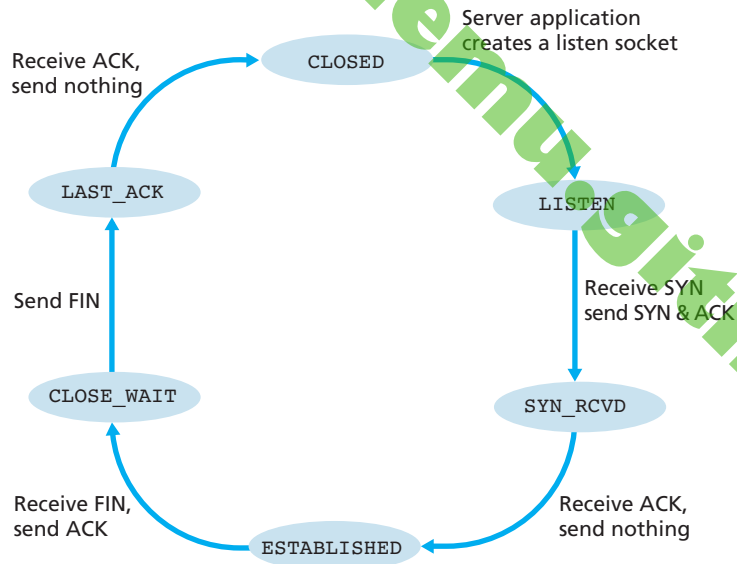 Server application
creates a listen socket
CLOSED
Receive ACK,
send nothing
LAST_ACK
LISTEN
Send FIN
Receive SYN
send SYN & ACK
CLOSE_WAIT
SYN_RCVD
Receive FIN,
send ACK
Receive ACK,
send nothing
ESTABLISHED